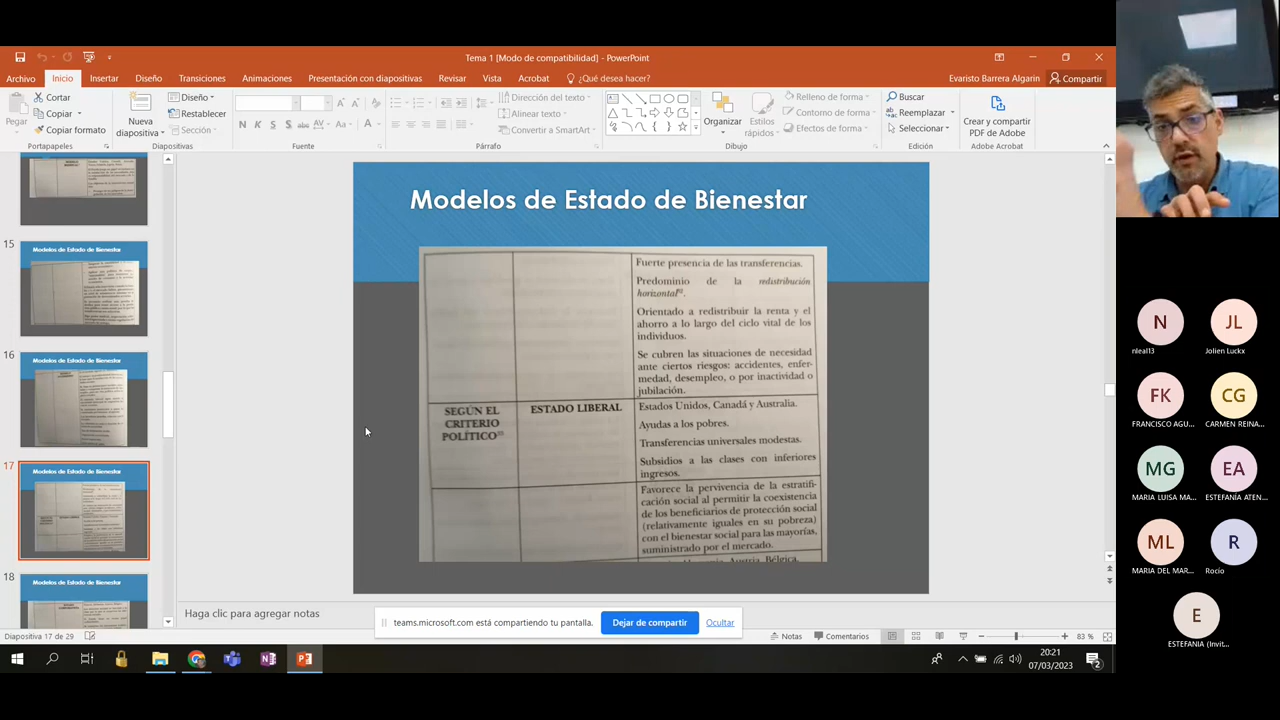 Tema 1 [Modo de compatibilidad] - PowerPoint
Archivo Inicio Insertar Diseño Transiciones Animaciones Presentación con diapositivas Revisar Vista Acrobat ¿Qué desea hacer? Evaristo Barrera Algarin Compartir
Pegar
Cortar
Copiar
Copiar formato
Portapapeles
Nueva
diapositiva
Diseño
Restablecer
Sección
Diapositivas
N K S S abc AV Aa A
Fuente
Dirección del texto
Alinear texto
Convertir a SmartArt
Párrafo
Organizar
Estilos
rápidos
Relleno de forma
Contorno de forma
Efectos de forma
Dibujo
Buscar
Reemplazar
Seleccionar
Edición
Crear y compartir
PDF de Adobe
Adobe Acrobat
15
Modelos de Estado de Bienestar
16
Modelos de Estado de Bienestar
17
Modelos de Estado de Bienestar
18
Modelos de Estado de Bienestar
Modelos de Estado de Bienestar
Fuerte presencia de las transferencias.
Predominio de la redistribución
horizontal
Orientado a redistribuir la renta y el
ahorro a lo largo del ciclo vital de los
individuos.
Se cubren las situaciones de necesidad
ante ciertos riesgos: accidentes, enfer-
medad, desempleo, o por inactividad o
jubilación.
SEGÚN EL
CRITERIO
POLÍTICO
ESTADO LIBERAL
Estados Unidos, Canadá y Australia.
Ayudas a los pobres.
Transferencias universales modestas.
Subsidios a las clases con inferiores
ingresos.
Favorece la pervivencia de la estratifi-
cación social al permitir la coexistencia
de los beneficiarios de protección social
(relativamente iguales en su pobreza)
con el bienestar social para las mayorías,
suministrado por el mercado.
Austria, Bélgica,
Haga clic para agregar notas
teams.microsoft.com está compartiendo tu pantalla.
Dejar de compartir
Ocultar
Diapositiva 17 de 29
Notas
Comentarios
83 %
20:21
07/03/2023
2
N
nleal13
JL
Jolien Luckx
FK
FRANCISCO AGU...
CG
CARMEN REINA...
MG
MARIA LUISA MA...
EA
ESTEFANÍA ATEN...
ML
MARIA DEL MAR...
R
Rocío
E
ESTEFANIA (Invit...